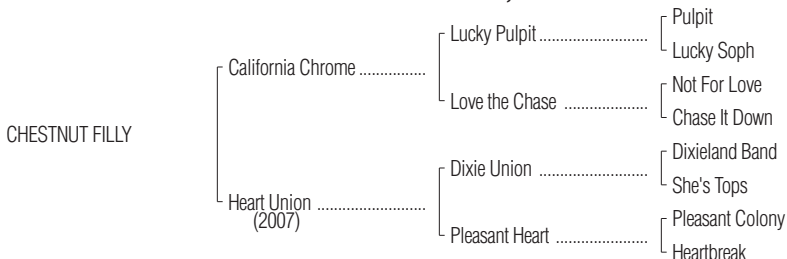 Pulpit
Lucky Pulpit ........................
Lucky Soph
California Chrome ................
Not For Love
Love the Chase ...................
Chase It Down
CHESTNUT FILLY
Dixieland Band
Dixie Union ........................
She's Tops
Heart Union ........................
(2007)
Pleasant Colony
Pleasant Heart .....................
Heartbreak